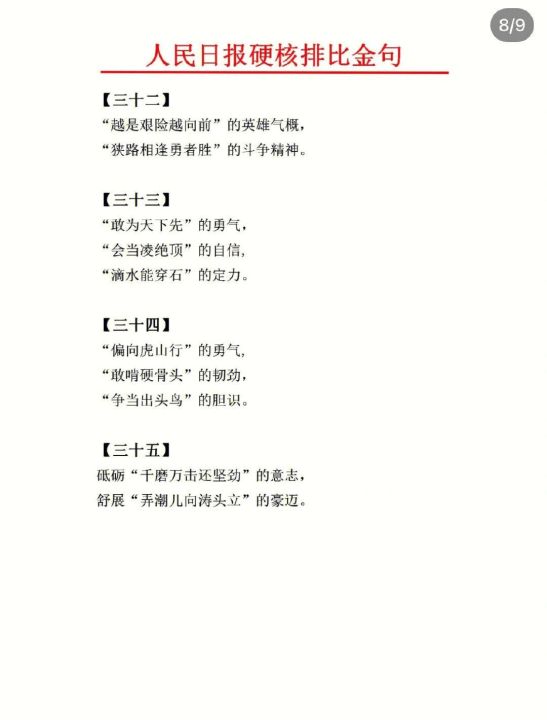 8/9
人民日报硬核排比金句
【三十二】
“越是艰险越向前”的英雄气概，
“狭路相逢勇者胜”的斗争精神。
【三十三】
“敢为天下先”的勇气，
“会当凌绝顶”的自信,
“滴水能穿石”的定力。
【三十四】
“偏向虎山行”的勇气,
“敢啃硬骨头”的韧劲，
“争当出头鸟”的胆识。
【三十五】
砥砺“千磨万击还坚劲”的意志，
舒展“弄潮儿向涛头立”的豪迈。